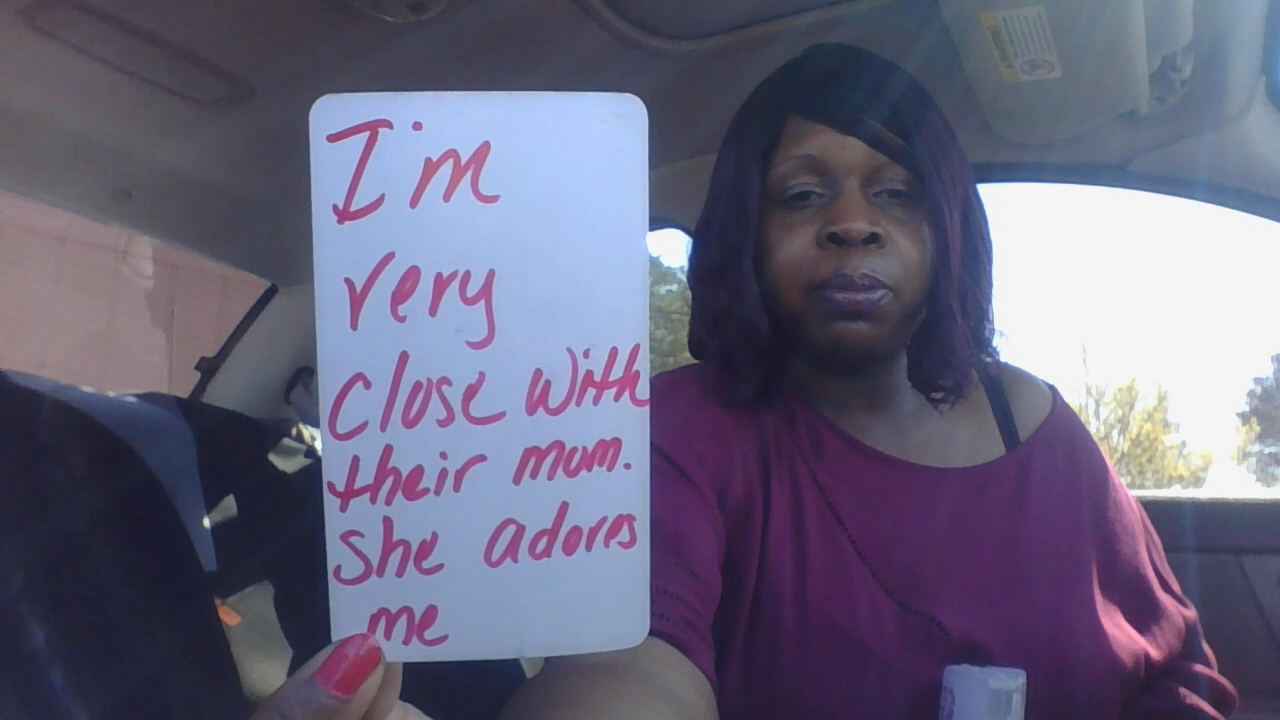 I'm
very
close with
their mom.
She adores
me